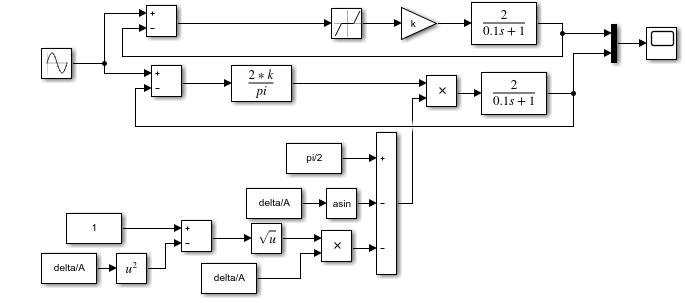 +
−
k
2
0.1s + 1
+
−
2 * k
pi
×
2
0.1s + 1
pi/2
+
delta/A
asin
−
1
+
−
√u
×
−
delta/A
u²
delta/A